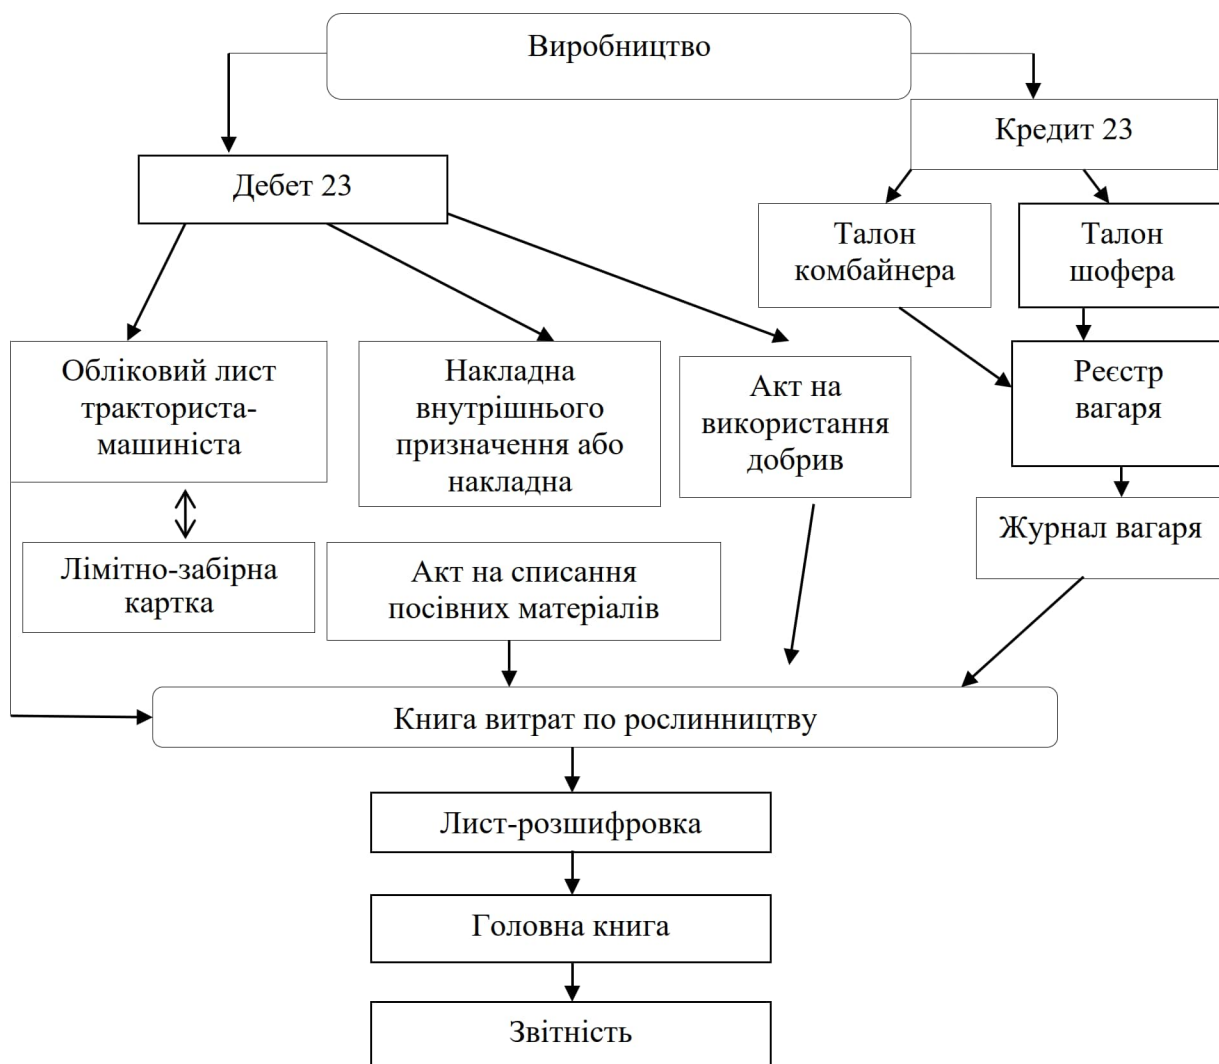 Виробництво
Кредит 23
Дебет 23
Талон
комбайнера
Талон
шофера
Обліковий лист
тракториста-
машиніста
Накладна
внутрішнього
призначення або
накладна
Акт на
використання
добрив
Реєстр
вагаря
Журнал вагаря
Лімітно-забірна
картка
Акт на списання
посівних матеріалів
Книга витрат по рослинництву
Лист-розшифровка
Головна книга
Звітність